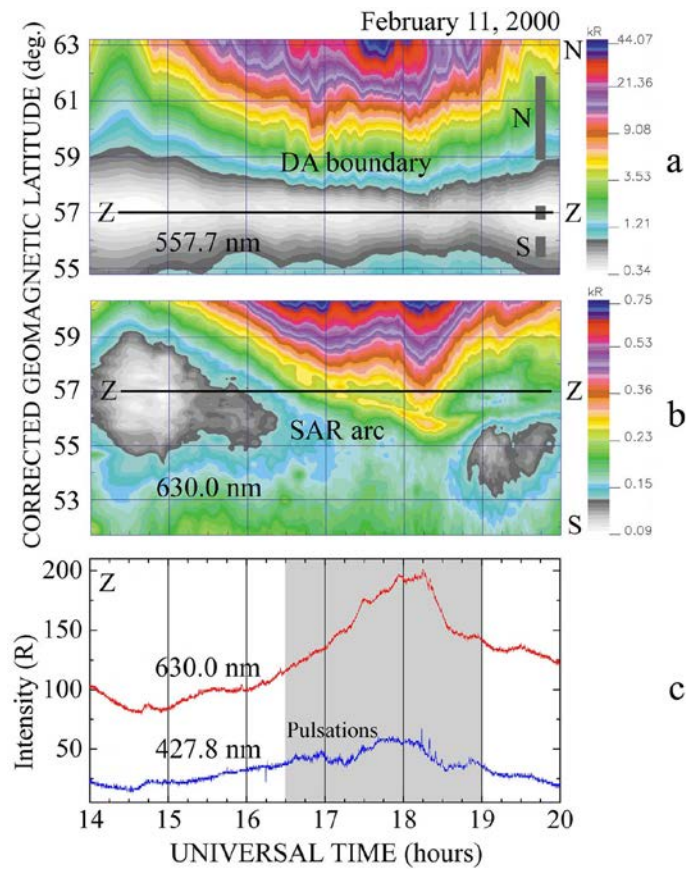 February 11, 2000
kR
63
61
59
57
55
N
N
DA boundary
Z
Z
S
557.7 nm
44.07
21.36
9.08
3.53
1.21
0.34
a
CORRECTED GEOMAGNETIC LATITUDE (deg.)
kR
59
57
55
53
Z
Z
SAR arc
630.0 nm
S
0.75
0.53
0.36
0.23
0.15
0.09
b
200
150
100
50
Z
630.0 nm
Pulsations
427.8 nm
Intensity (R)
c
14 15 16 17 18 19 20
UNIVERSAL TIME (hours)